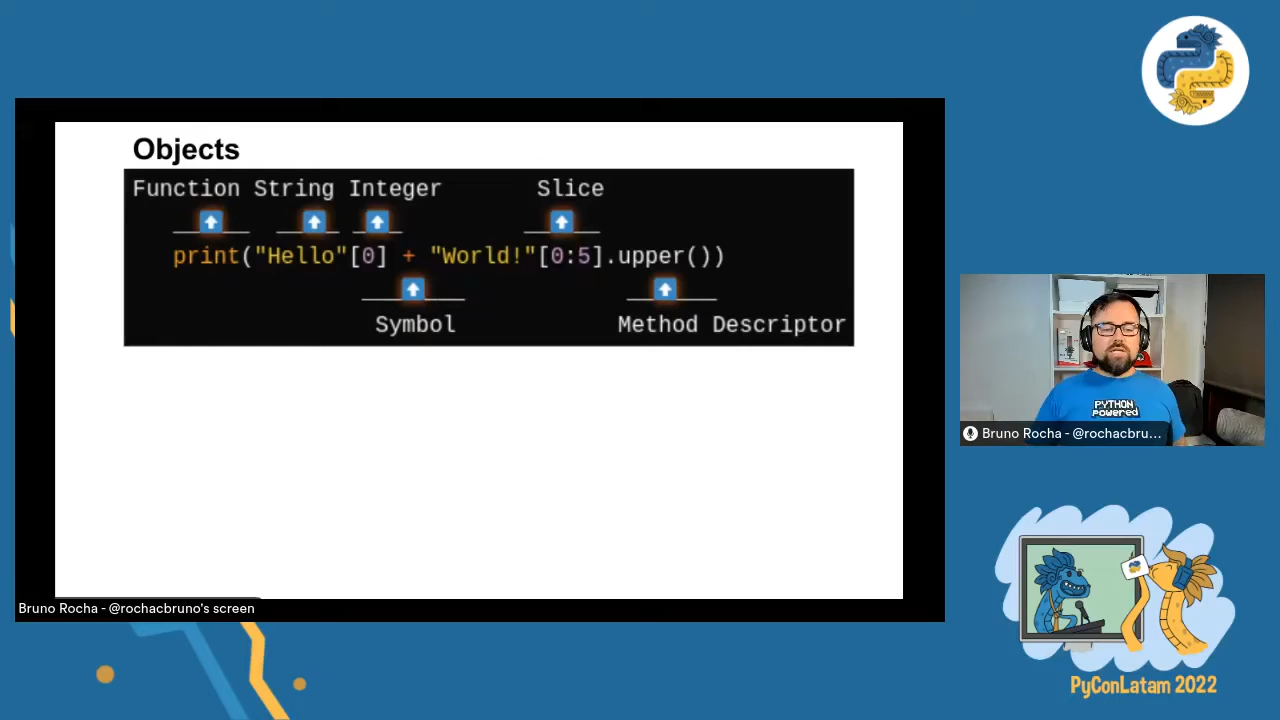 Objects
Function String Integer Slice
print("Hello"[0] + "World!"[0:5].upper())
Symbol Method Descriptor
PYTHON
POWERED
Bruno Rocha - @rochacbru...
Bruno Rocha - @rochacbruno's screen
PyConLatam 2022